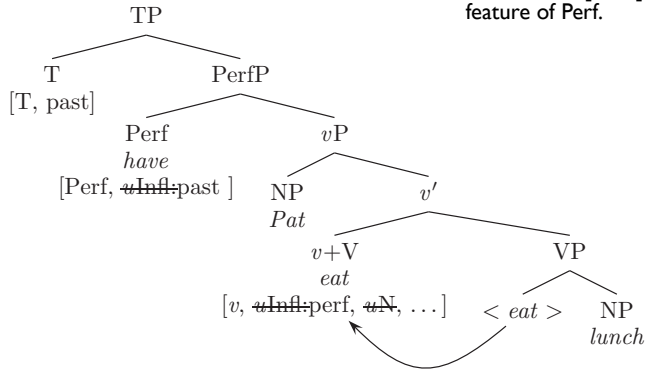 feature of Perf.
TP
T PerfP
[T, past]
Perf vP
have
[Perf, uInfl:past ] NP v′
Pat
v+V VP
eat
[v, uInfl:perf, uN, ...] < eat > NP
lunch